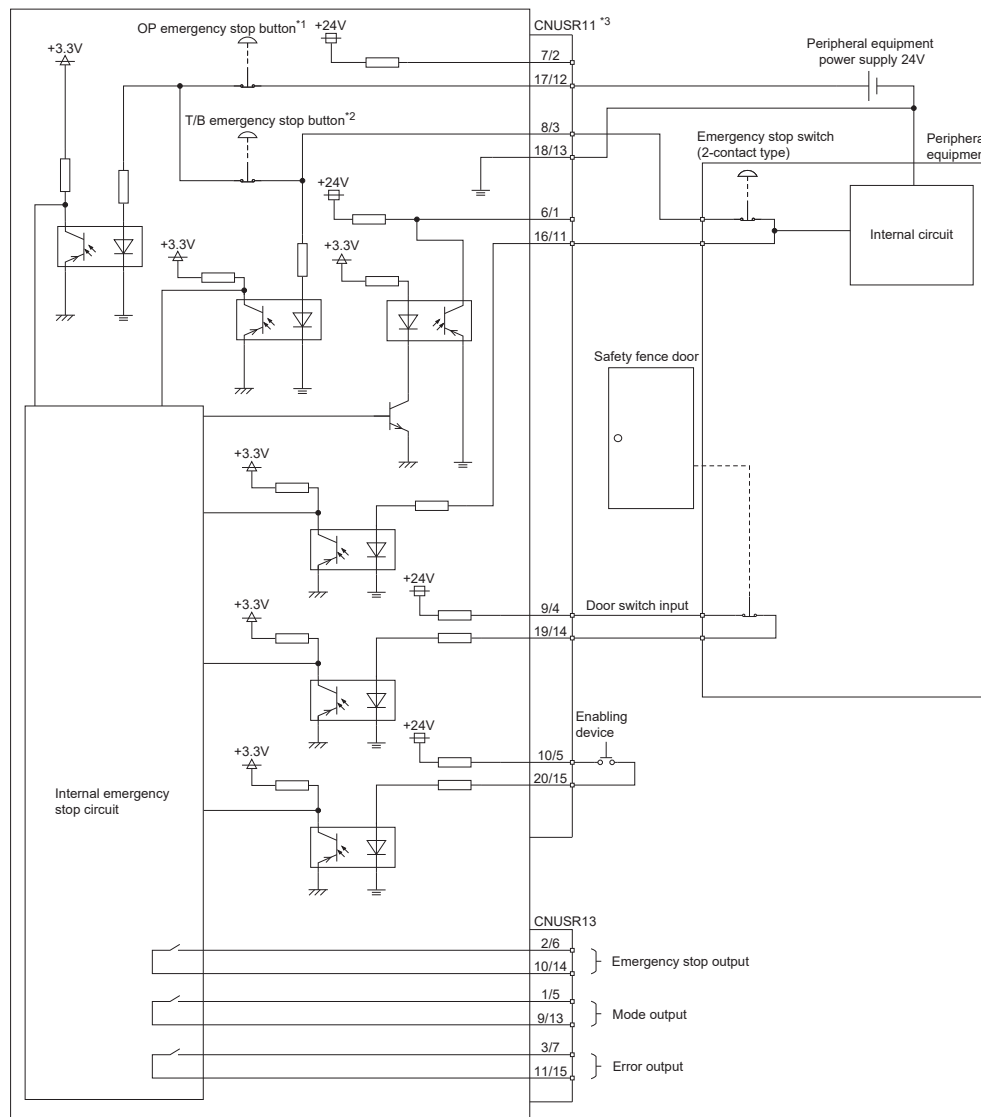 OP emergency stop button*1
+24V
CNUSR11 *3
+3.3V
7/2
Peripheral equipment
power supply 24V
17/12
T/B emergency stop button*2
8/3
Emergency stop switch
(2-contact type)
Peripheral
equipment
18/13
+24V
6/1
Internal circuit
+3.3V
+3.3V
16/11
Safety fence door
+3.3V
+24V
9/4
Door switch input
+3.3V
19/14
Enabling
device
+24V
10/5
+3.3V
20/15
Internal emergency
stop circuit
CNUSR13
2/6
Emergency stop output
10/14
1/5
Mode output
9/13
3/7
Error output
11/15